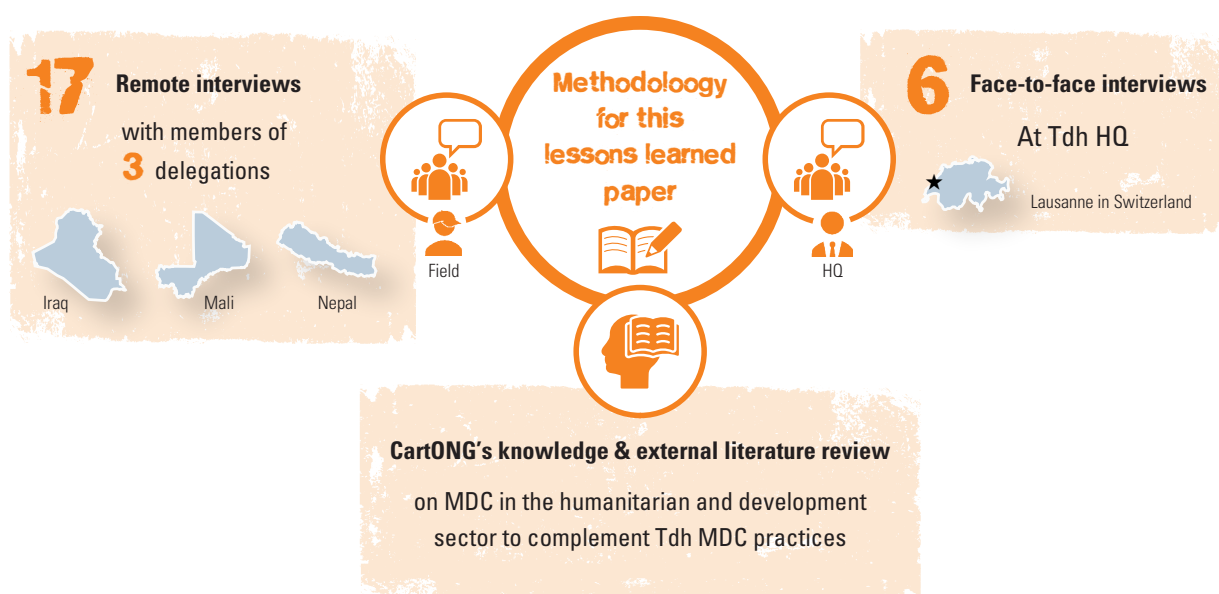 17 Remote interviews
with members of
3 delegations
Iraq
Mali
Nepal
Field
Methodoloogy
for this
lessons learned
paper
HQ
6 Face-to-face interviews
At Tdh HQ
Lausanne in Switzerland
CartONG's knowledge & external literature review
on MDC in the humanitarian and development
sector to complement Tdh MDC practices